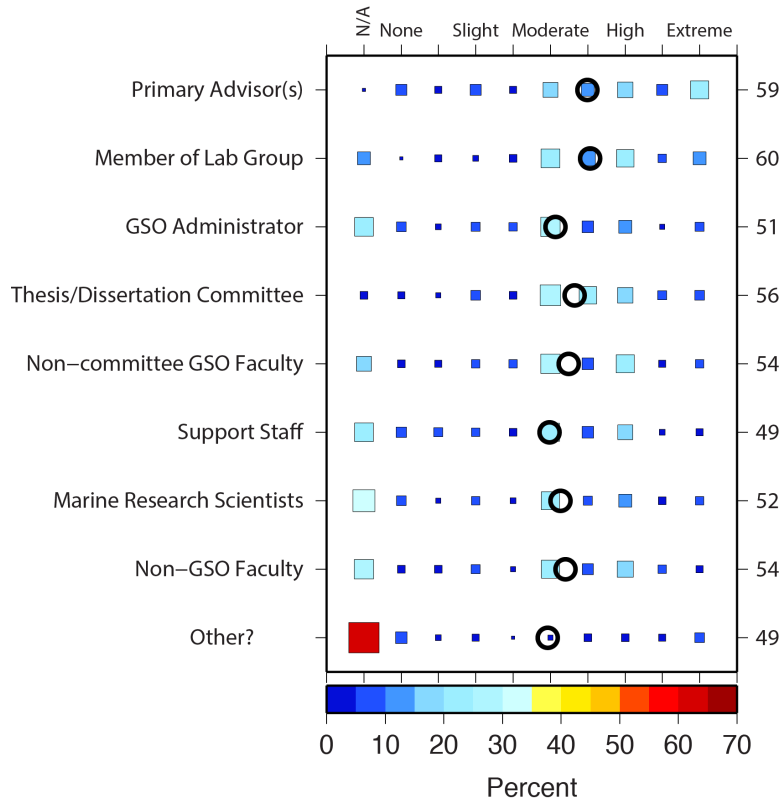 N/A None Slight Moderate High Extreme
Primary Advisor(s) 59
Member of Lab Group 60
GSO Administrator 51
Thesis/Dissertation Committee 56
Non−committee GSO Faculty 54
Support Staff 49
Marine Research Scientists 52
Non−GSO Faculty 54
Other? 49
0 10 20 30 40 50 60 70
Percent